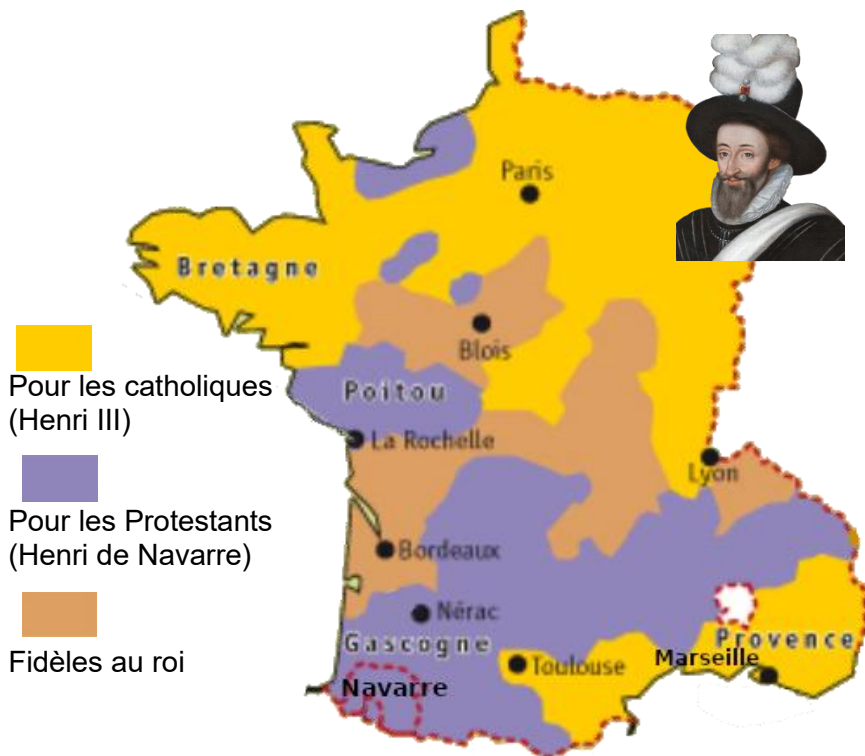 Paris
Bretagne
Blois
Pour les catholiques
(Henri III)
Poitou
La Rochelle
Lyon
Pour les Protestants
(Henri de Navarre)
Bordeaux
Nérac
Gascogne
Provence
Fidèles au roi
Toulouse
Marseille
Navarre